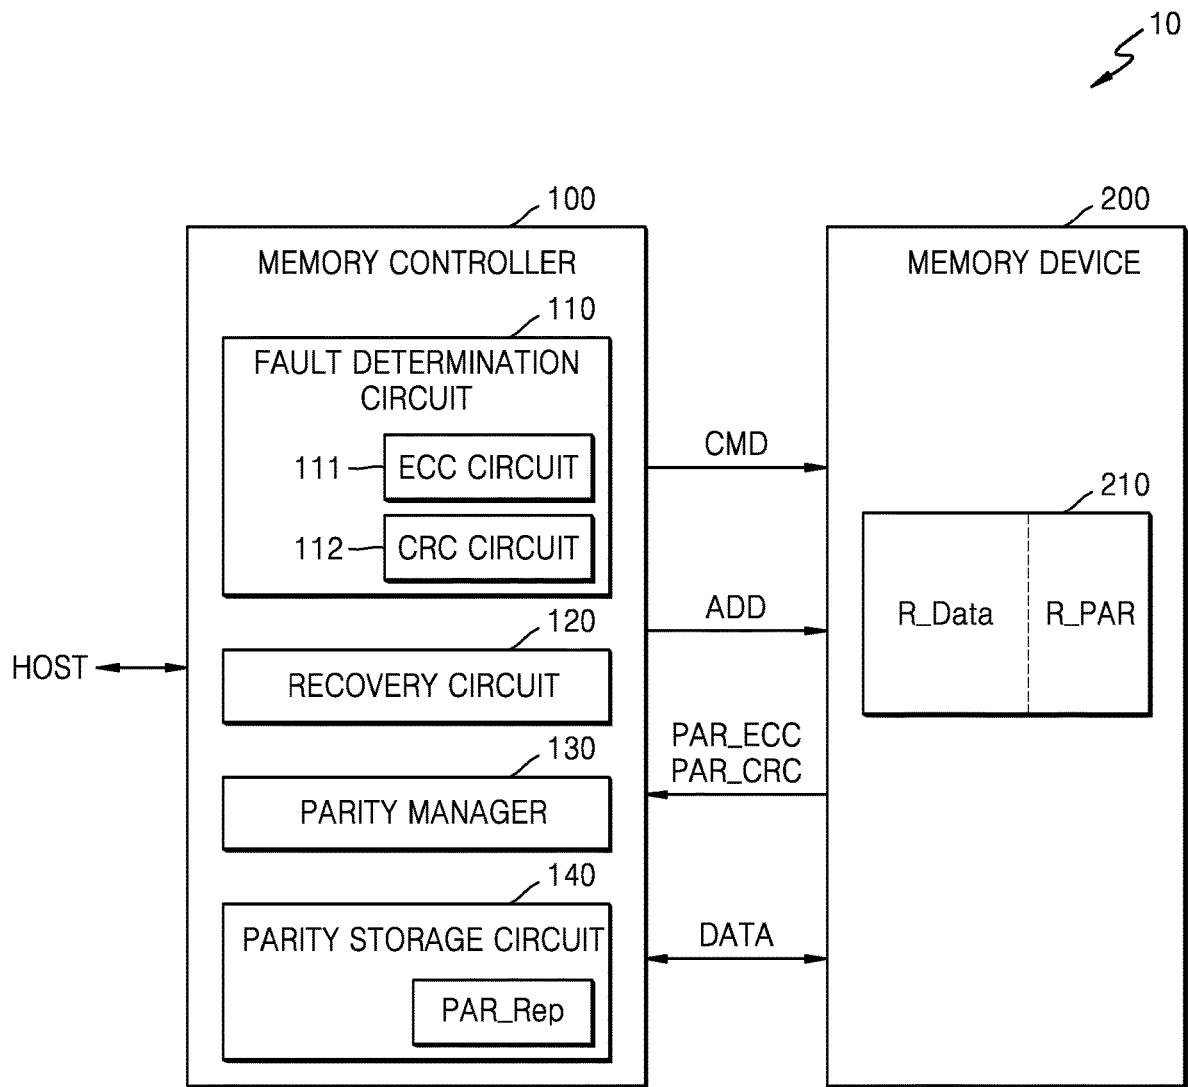 10
100
MEMORY CONTROLLER
110
FAULT DETERMINATION
CIRCUIT
111
ECC CIRCUIT
112
CRC CIRCUIT
120
RECOVERY CIRCUIT
130
PARITY MANAGER
140
PARITY STORAGE CIRCUIT
PAR_Rep
HOST
CMD
ADD
PAR_ECC
PAR_CRC
DATA
200
MEMORY DEVICE
210
R_Data
R_PAR